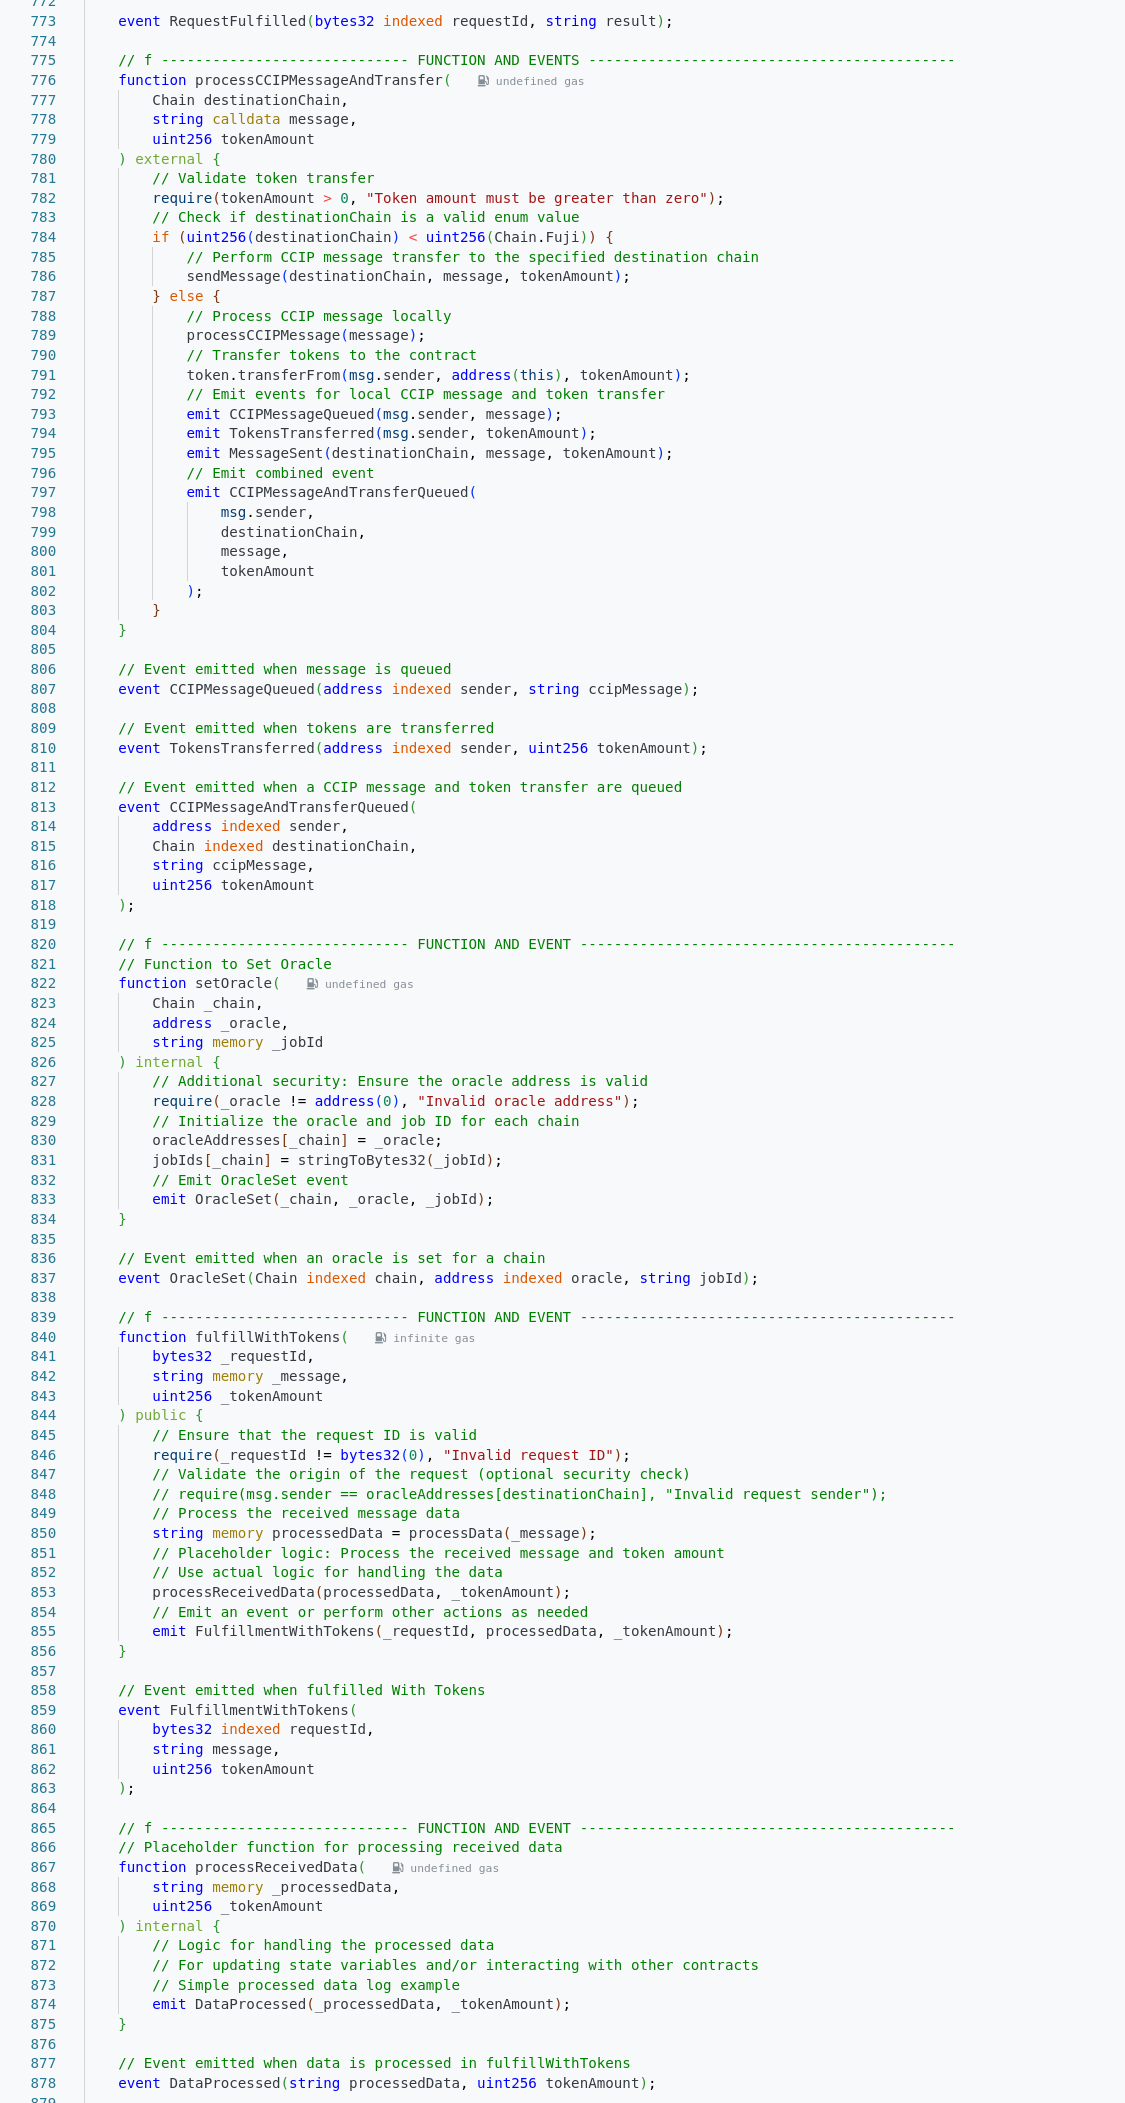 772
773 event RequestFulfilled(bytes32 indexed requestId, string result);
774
775 // f ----------------------------- FUNCTION AND EVENTS -------------------------------------------
776 function processCCIPMessageAndTransfer( undefined gas
777 Chain destinationChain,
778 string calldata message,
779 uint256 tokenAmount
780 ) external {
781 // Validate token transfer
782 require(tokenAmount > 0, "Token amount must be greater than zero");
783 // Check if destinationChain is a valid enum value
784 if (uint256(destinationChain) < uint256(Chain.Fuji)) {
785 // Perform CCIP message transfer to the specified destination chain
786 sendMessage(destinationChain, message, tokenAmount);
787 } else {
788 // Process CCIP message locally
789 processCCIPMessage(message);
790 // Transfer tokens to the contract
791 token.transferFrom(msg.sender, address(this), tokenAmount);
792 // Emit events for local CCIP message and token transfer
793 emit CCIPMessageQueued(msg.sender, message);
794 emit TokensTransferred(msg.sender, tokenAmount);
795 emit MessageSent(destinationChain, message, tokenAmount);
796 // Emit combined event
797 emit CCIPMessageAndTransferQueued(
798 msg.sender,
799 destinationChain,
800 message,
801 tokenAmount
802 );
803 }
804 }
805
806 // Event emitted when message is queued
807 event CCIPMessageQueued(address indexed sender, string ccipMessage);
808
809 // Event emitted when tokens are transferred
810 event TokensTransferred(address indexed sender, uint256 tokenAmount);
811
812 // Event emitted when a CCIP message and token transfer are queued
813 event CCIPMessageAndTransferQueued(
814 address indexed sender,
815 Chain indexed destinationChain,
816 string ccipMessage,
817 uint256 tokenAmount
818 );
819
820 // f ----------------------------- FUNCTION AND EVENT --------------------------------------------
821 // Function to Set Oracle
822 function setOracle( undefined gas
823 Chain _chain,
824 address _oracle,
825 string memory _jobId
826 ) internal {
827 // Additional security: Ensure the oracle address is valid
828 require(_oracle != address(0), "Invalid oracle address");
829 // Initialize the oracle and job ID for each chain
830 oracleAddresses[_chain] = _oracle;
831 jobIds[_chain] = stringToBytes32(_jobId);
832 // Emit OracleSet event
833 emit OracleSet(_chain, _oracle, _jobId);
834 }
835
836 // Event emitted when an oracle is set for a chain
837 event OracleSet(Chain indexed chain, address indexed oracle, string jobId);
838
839 // f ----------------------------- FUNCTION AND EVENT --------------------------------------------
840 function fulfillWithTokens( infinite gas
841 bytes32 _requestId,
842 string memory _message,
843 uint256 _tokenAmount
844 ) public {
845 // Ensure that the request ID is valid
846 require(_requestId != bytes32(0), "Invalid request ID");
847 // Validate the origin of the request (optional security check)
848 // require(msg.sender == oracleAddresses[destinationChain], "Invalid request sender");
849 // Process the received message data
850 string memory processedData = processData(_message);
851 // Placeholder logic: Process the received message and token amount
852 // Use actual logic for handling the data
853 processReceivedData(processedData, _tokenAmount);
854 // Emit an event or perform other actions as needed
855 emit FulfillmentWithTokens(_requestId, processedData, _tokenAmount);
856 }
857
858 // Event emitted when fulfilled With Tokens
859 event FulfillmentWithTokens(
860 bytes32 indexed requestId,
861 string message,
862 uint256 tokenAmount
863 );
864
865 // f ----------------------------- FUNCTION AND EVENT --------------------------------------------
866 // Placeholder function for processing received data
867 function processReceivedData( undefined gas
868 string memory _processedData,
869 uint256 _tokenAmount
870 ) internal {
871 // Logic for handling the processed data
872 // For updating state variables and/or interacting with other contracts
873 // Simple processed data log example
874 emit DataProcessed(_processedData, _tokenAmount);
875 }
876
877 // Event emitted when data is processed in fulfillWithTokens
878 event DataProcessed(string processedData, uint256 tokenAmount);
879